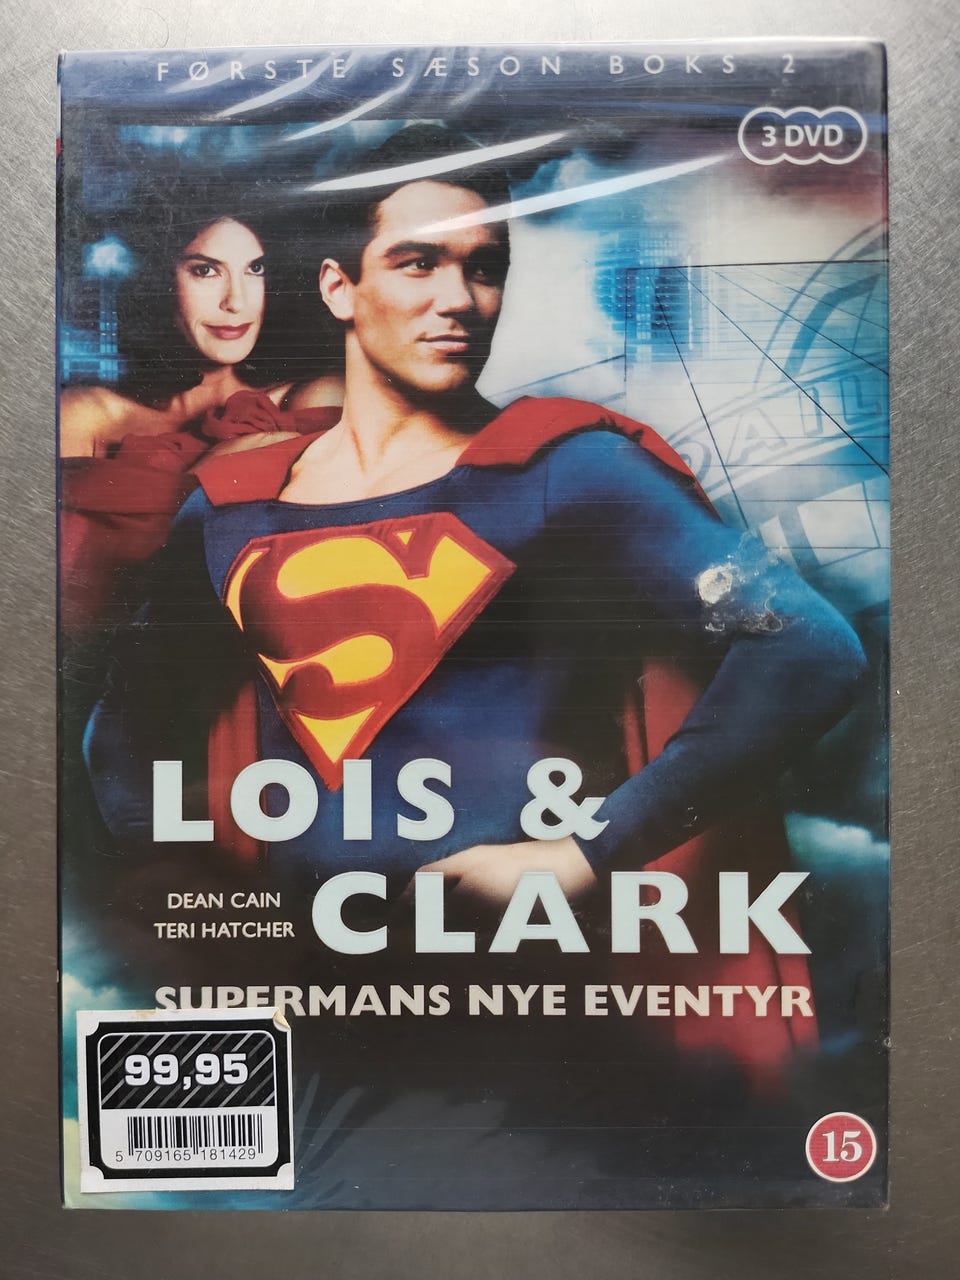 FØRSTE SÆSON BOKS 2
3 DVD
DAIL
S
LOIS &
CLARK
DEAN CAIN
TERI HATCHER
SUPERMANS NYE EVENTYR
99,95
5 709165 181429
15